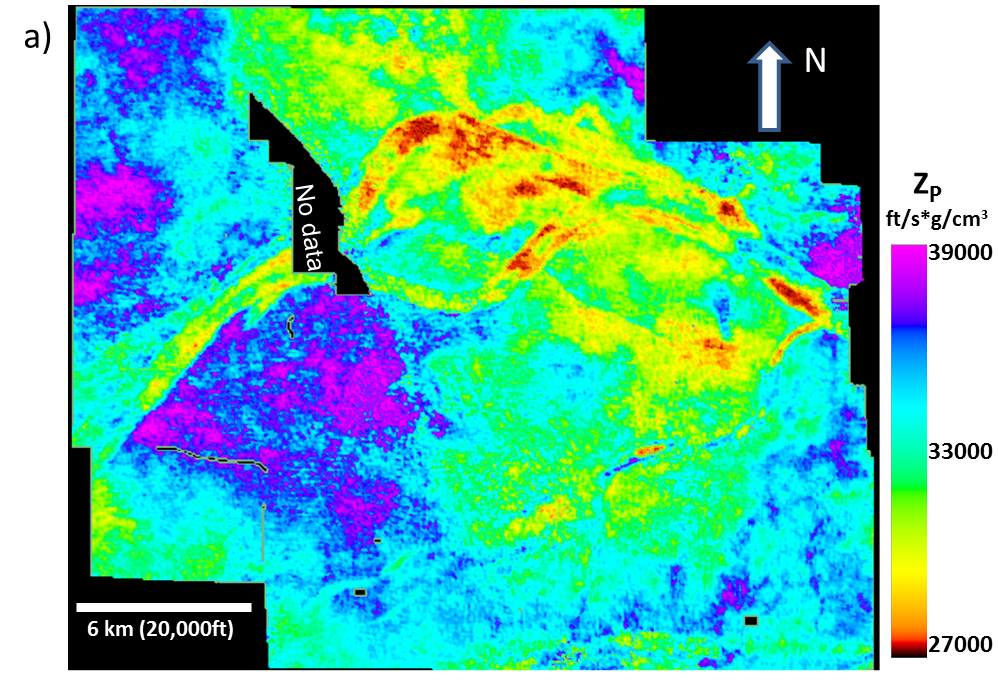 a)
N
No data
Z_P
ft/s*g/cm³
39000
33000
27000
6 km (20,000ft)